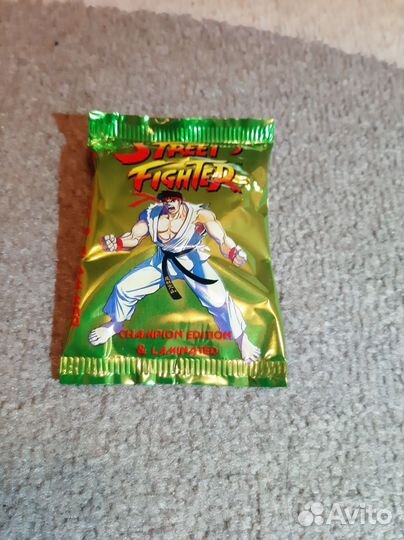 STREET
FIGHTER
CHAMPION EDITION
& LAMINATED
Avito